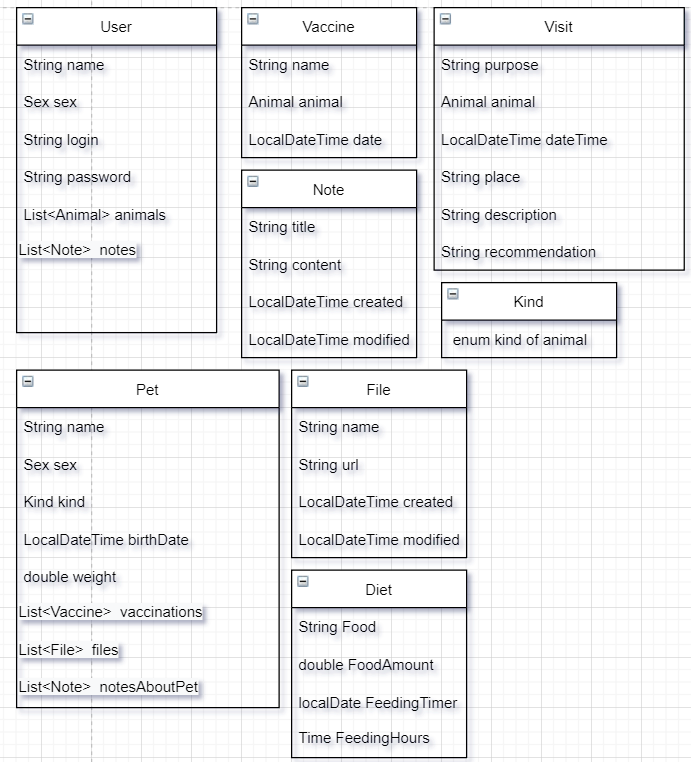 User
String name
Sex sex
String login
String password
List<Animal> animals
List<Note> notes
Vaccine
String name
Animal animal
LocalDateTime date
Visit
String purpose
Animal animal
LocalDateTime dateTime
String place
String description
String recommendation
Note
String title
String content
LocalDateTime created
LocalDateTime modified
Kind
enum kind of animal
Pet
String name
Sex sex
Kind kind
LocalDateTime birthDate
double weight
List<Vaccine> vaccinations
List<File> files
List<Note> notesAboutPet
File
String name
String url
LocalDateTime created
LocalDateTime modified
Diet
String Food
double FoodAmount
localDate FeedingTimer
Time FeedingHours